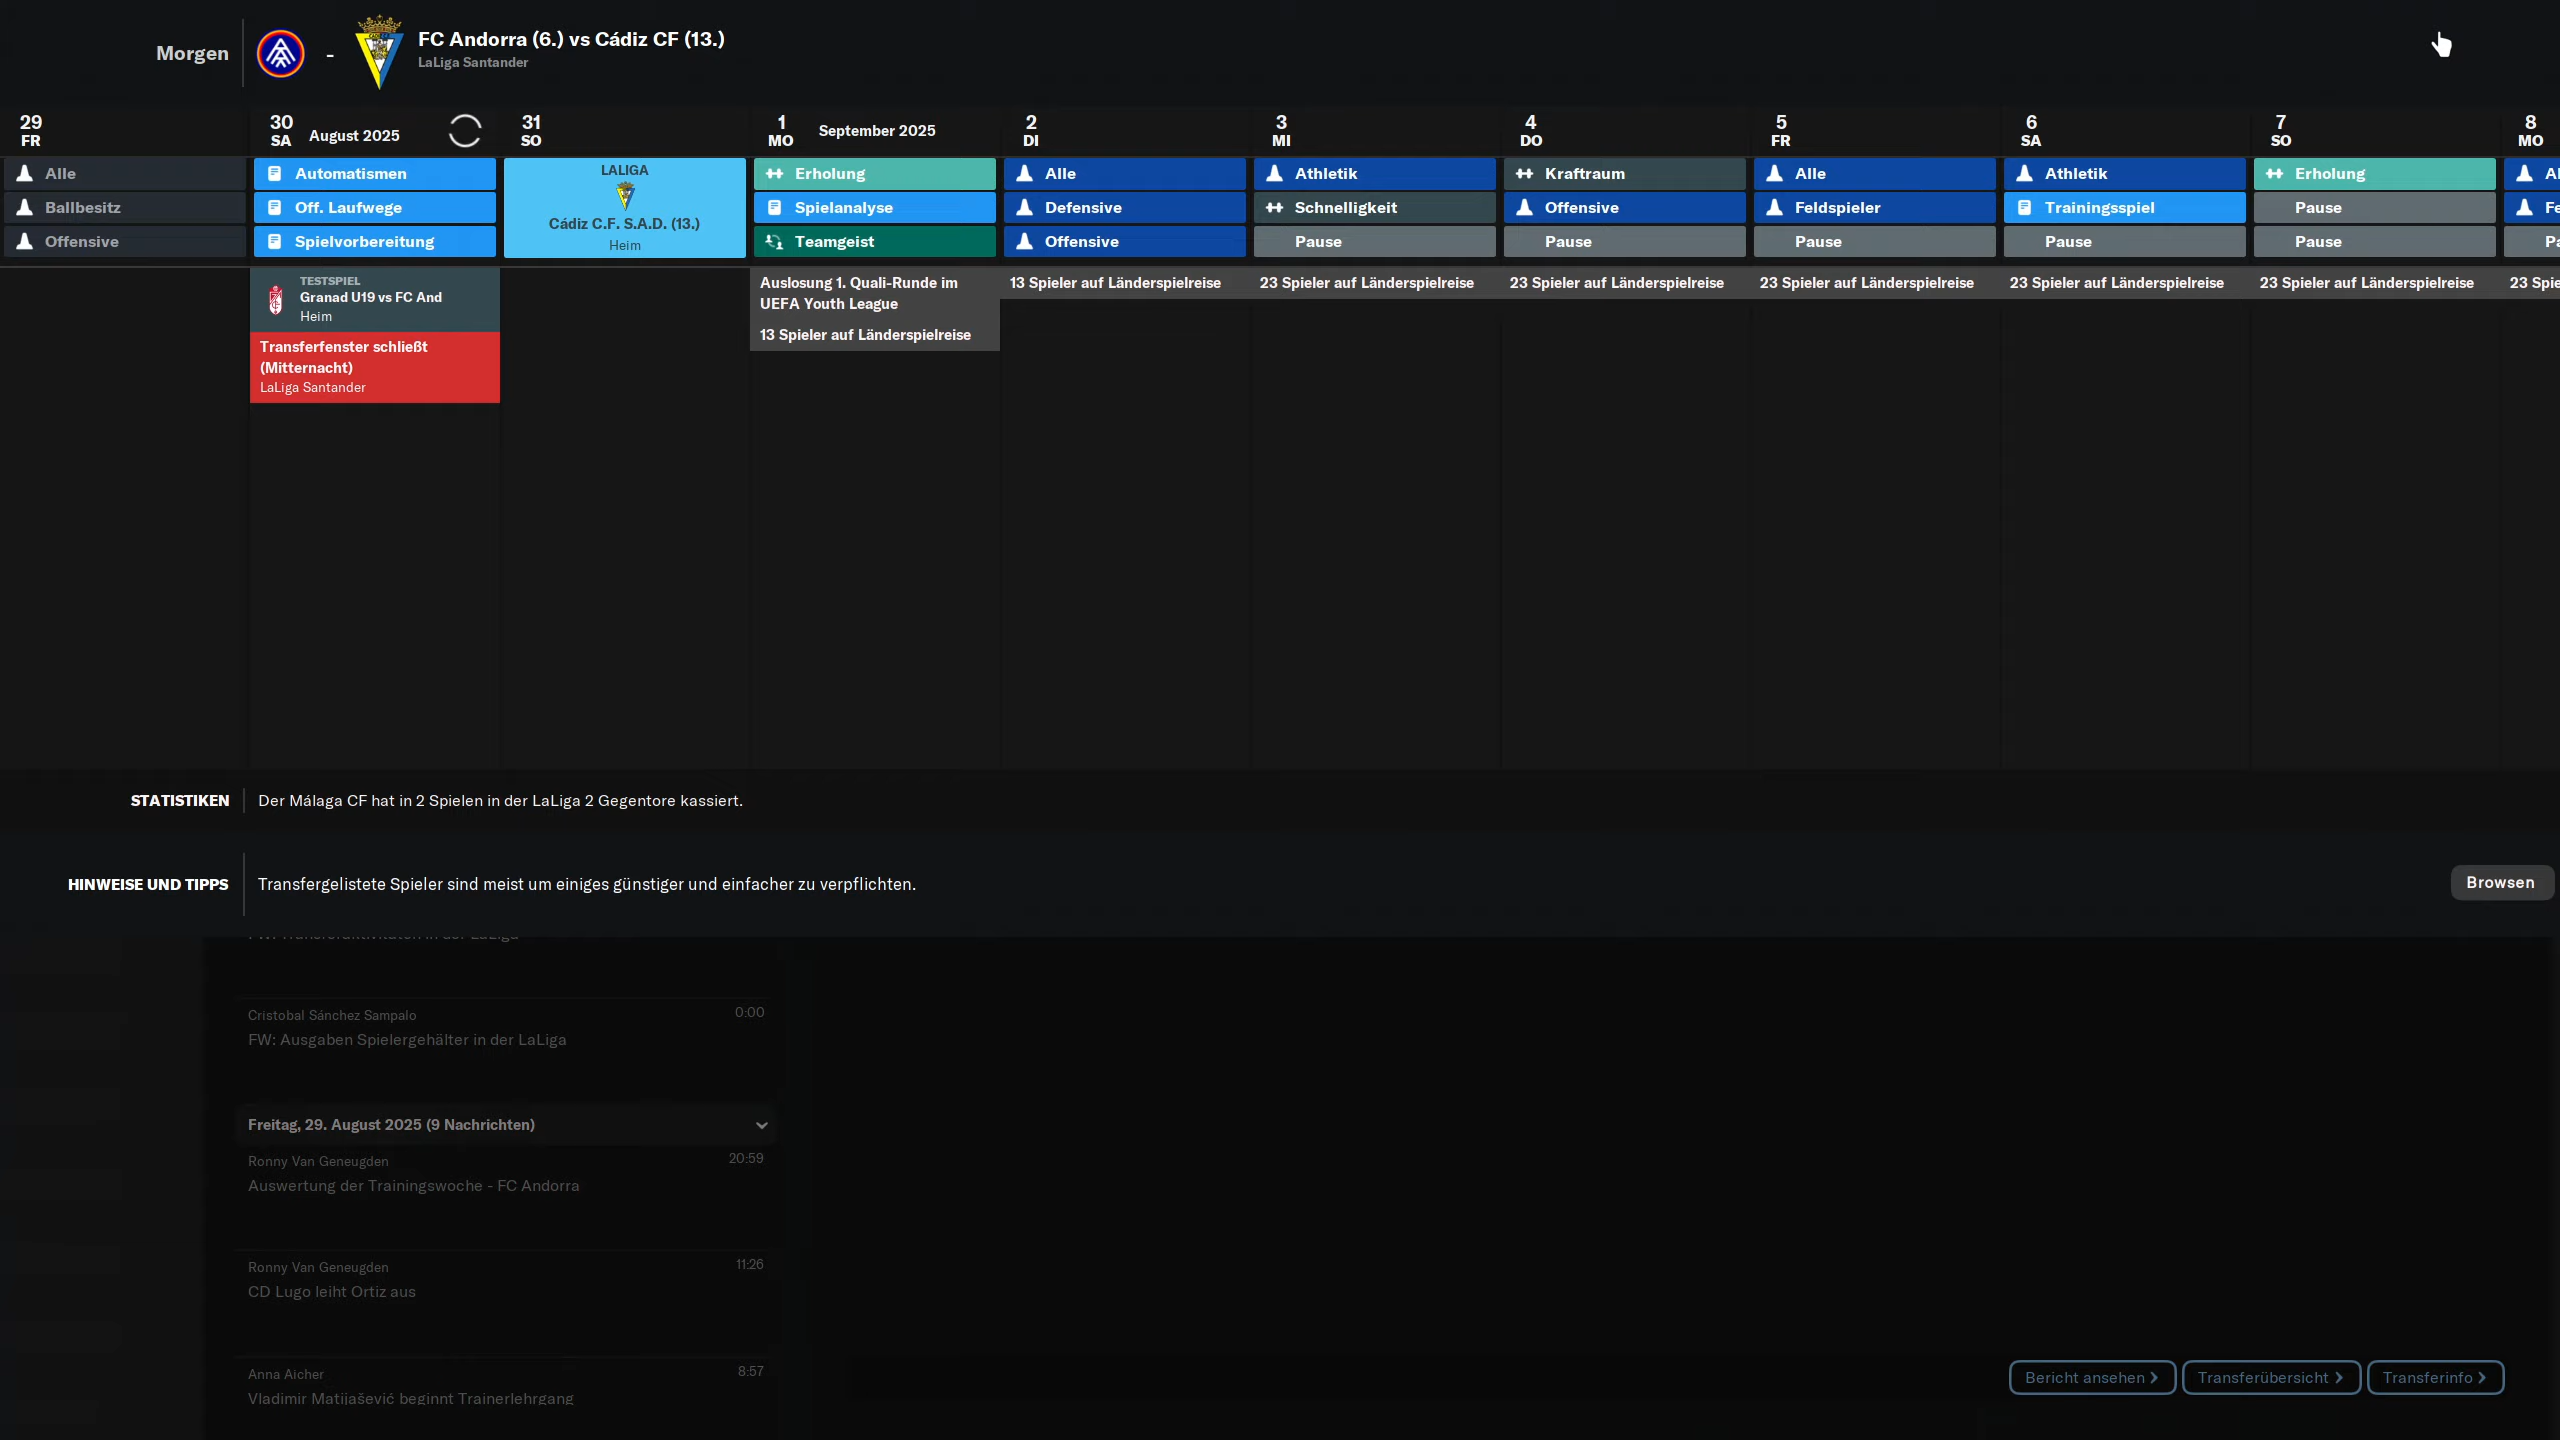 Morgen
-
FC Andorra (6.) vs Cádiz CF (13.)
LaLiga Santander
29
FR
30
SA
August 2025
31
SO
1
MO
September 2025
2
DI
3
MI
4
DO
5
FR
6
SA
7
SO
8
MO
Alle
Ballbesitz
Offensive
Automatismen
Off. Laufwege
Spielvorbereitung
LALIGA
Cádiz C.F. S.A.D. (13.)
Heim
Erholung
Spielanalyse
Teamgeist
Alle
Defensive
Offensive
Athletik
Schnelligkeit
Pause
Kraftraum
Offensive
Pause
Alle
Feldspieler
Pause
Athletik
Trainingsspiel
Pause
Erholung
Pause
Pause
Al
Fe
Pa
TESTSPIEL
Granad U19 vs FC And
Heim
Transferfenster schließt
(Mitternacht)
LaLiga Santander
Auslosung 1. Quali-Runde im
UEFA Youth League
13 Spieler auf Länderspielreise
13 Spieler auf Länderspielreise
23 Spieler auf Länderspielreise
23 Spieler auf Länderspielreise
23 Spieler auf Länderspielreise
23 Spieler auf Länderspielreise
23 Spieler auf Länderspielreise
23 Spie
STATISTIKEN
Der Málaga CF hat in 2 Spielen in der LaLiga 2 Gegentore kassiert.
HINWEISE UND TIPPS
Transfergelistete Spieler sind meist um einiges günstiger und einfacher zu verpflichten.
Browsen
FW: Transferaktivitäten in der LaLiga
Cristobal Sánchez Sampalo
0:00
FW: Ausgaben Spielergehälter in der LaLiga
Freitag, 29. August 2025 (9 Nachrichten)
Ronny Van Geneugden
20:59
Auswertung der Trainingswoche - FC Andorra
Ronny Van Geneugden
11:26
CD Lugo leiht Ortiz aus
Anna Aicher
8:57
Vladimir Matijašević beginnt Trainerlehrgang
Bericht ansehen
Transferübersicht
Transferinfo